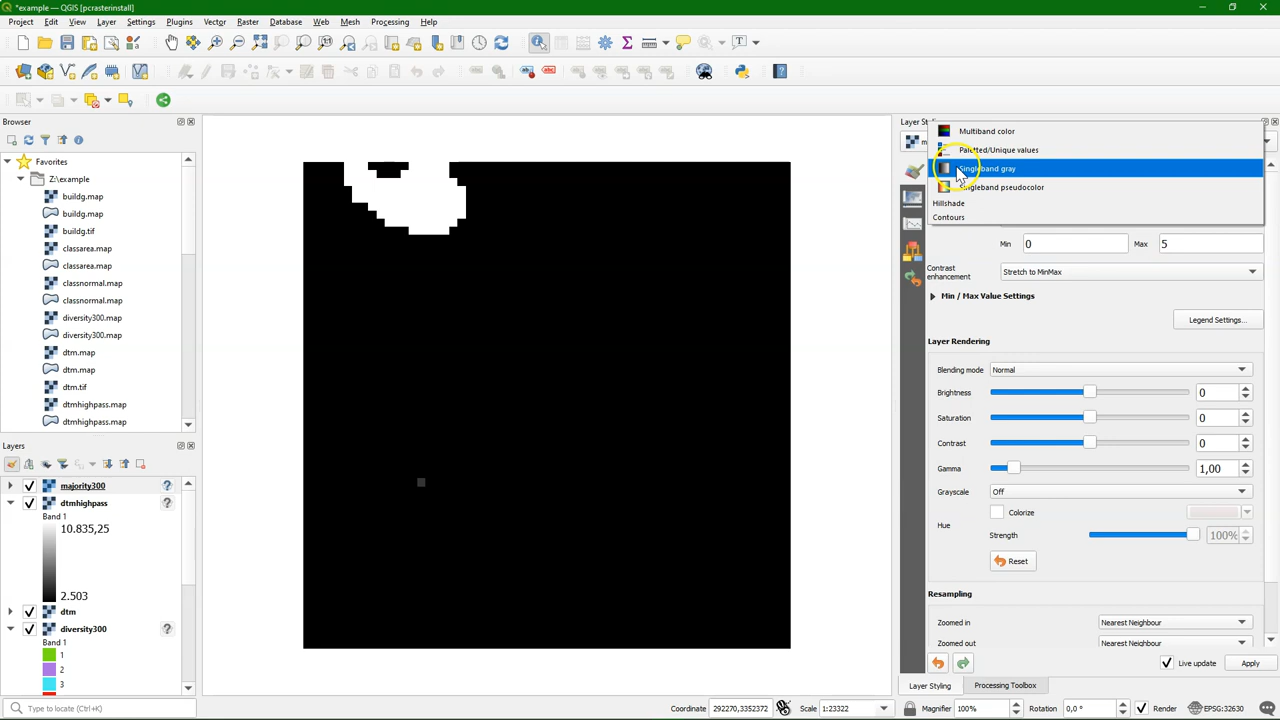 *example — QGIS [pcrasterinstall]
Project Edit View Layer Settings Plugins Vector Raster Database Web Mesh Processing Help
Browser
Favorites
Z:\example
buildg.map
buildg.map
buildg.tif
classarea.map
classarea.map
classnormal.map
classnormal.map
diversity300.map
diversity300.map
dtm.map
dtm.map
dtm.tif
dtmhighpass.map
dtmhighpass.map
Layers
majority300
dtmhighpass
Band 1
10.835,25
2.503
dtm
diversity300
Band 1
1
2
3
Multiband color
Paletted/Unique values
Singleband gray
Singleband pseudocolor
Hillshade
Contours
Min 0 Max 5
Contrast enhancement Stretch to MinMax
Min / Max Value Settings
Legend Settings...
Layer Rendering
Blending mode Normal
Brightness 0
Saturation 0
Contrast 0
Gamma 1,00
Grayscale Off
Hue Colorize
Strength 100%
Reset
Resampling
Zoomed in Nearest Neighbour
Zoomed out Nearest Neighbour
Live update Apply
Layer Styling Processing Toolbox
Type to locate (Ctrl+K) Coordinate 292270,3352372 Scale 1:23322 Magnifier 100% Rotation 0,0 ° Render EPSG:32630